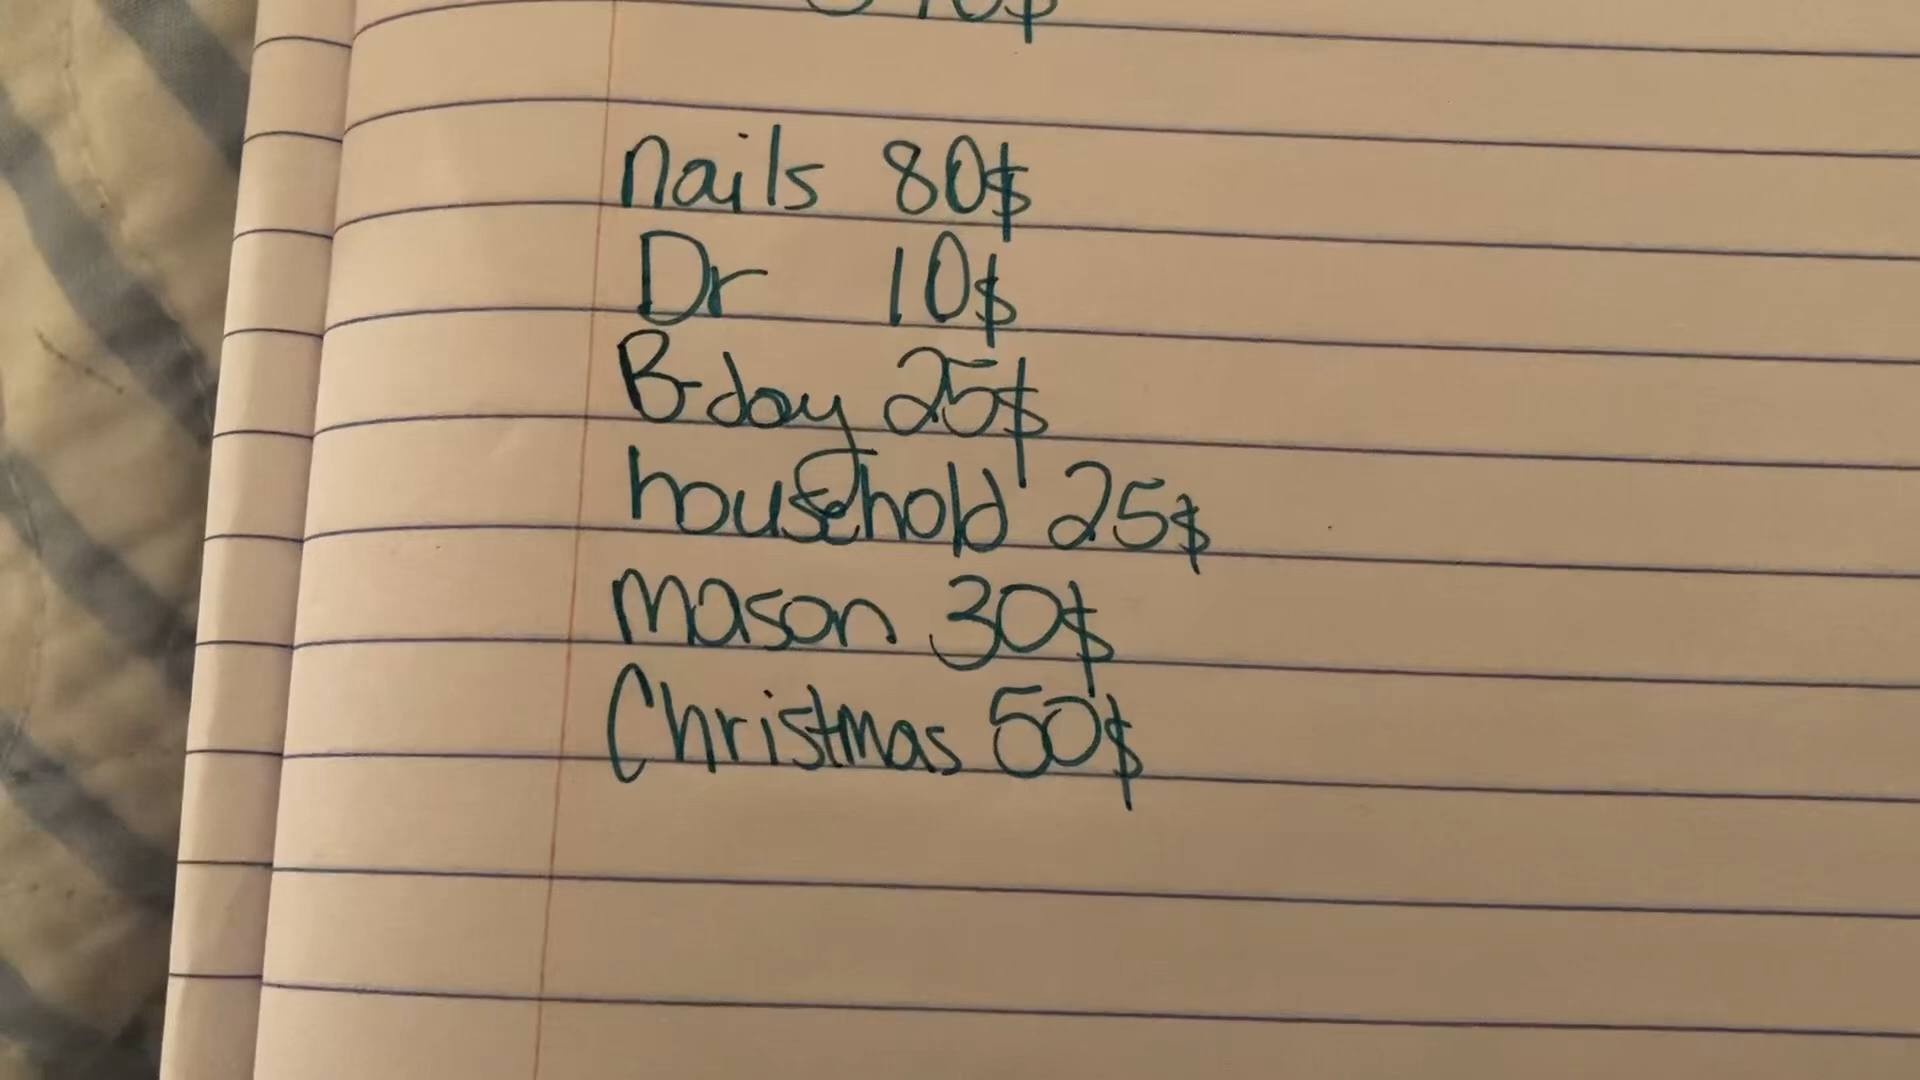 nails 80$
Dr 10$
B-day 25$
household 25$
mason 30$
Christmas 50$